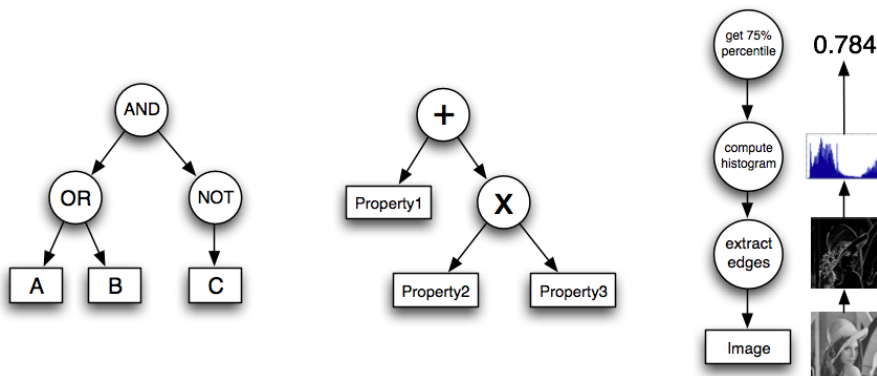 AND
OR
NOT
A
B
C
+
Property1
X
Property2
Property3
get 75%
percentile
0.784
compute
histogram
extract
edges
Image